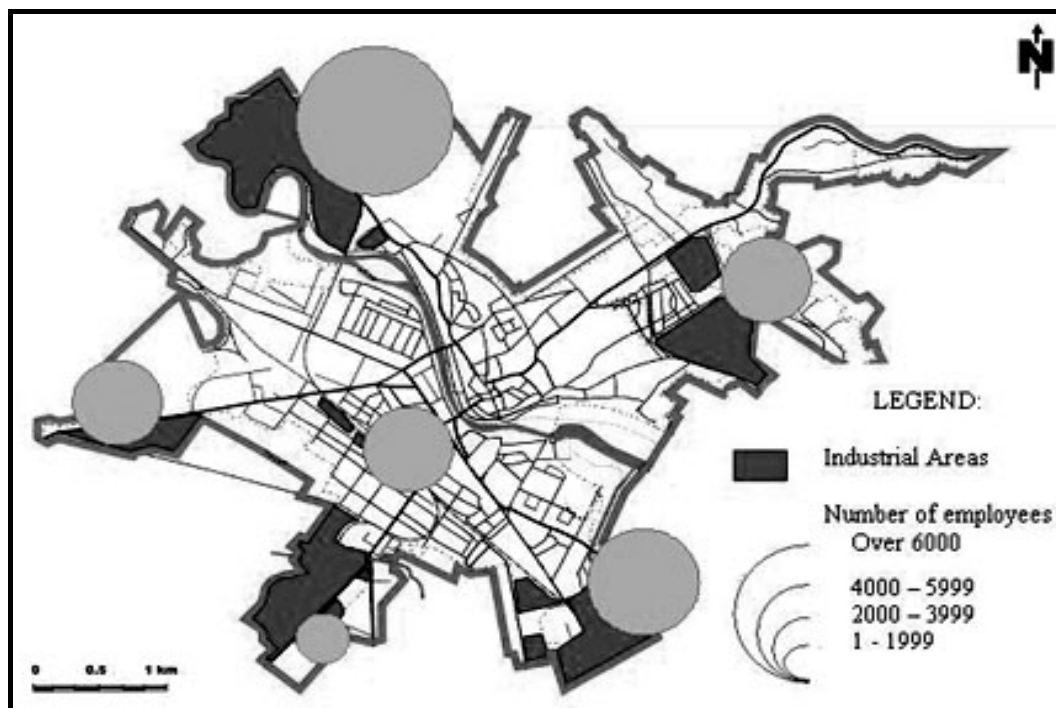 N
LEGEND:
Industrial Areas
Number of employees
Over 6000
4000 – 5999
2000 – 3999
1 - 1999
0 0.5 1 km